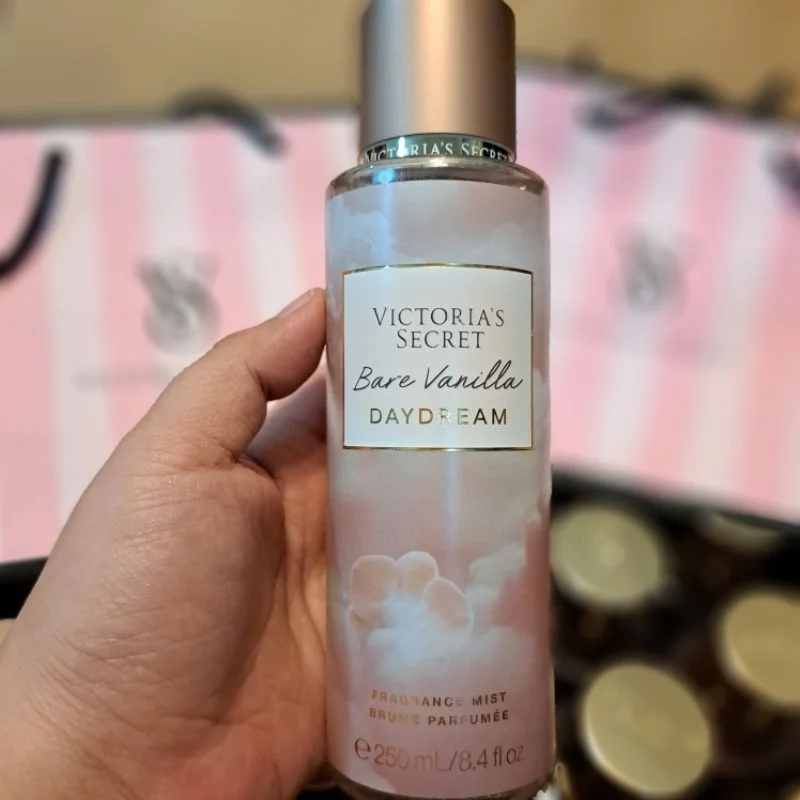 VICTORIA'S SECRET
VICTORIA'S
SECRET
Bare Vanilla
DAYDREAM
FRAGRANCE MIST
BRUME PARFUMÉE
e 250 mL/8.4 fl oz